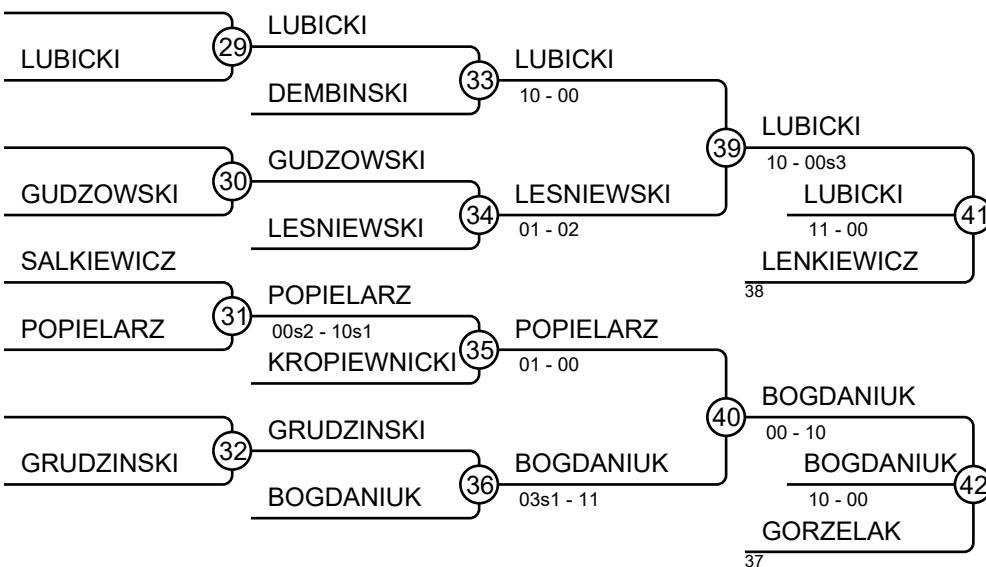 LUBICKI
29
LUBICKI
DEMBINSKI
33
LUBICKI
10 - 00
GUDZOWSKI
30
GUDZOWSKI
LESNIEWSKI
34
LESNIEWSKI
01 - 02
39
LUBICKI
10 - 00s3
LUBICKI
11 - 00
41
LENKIEWICZ
38
SALKIEWICZ
POPIELARZ
31
POPIELARZ
00s2 - 10s1
KROPIEWNICKI
35
POPIELARZ
01 - 00
GRUDZINSKI
32
GRUDZINSKI
BOGDANIUK
36
BOGDANIUK
03s1 - 11
40
BOGDANIUK
00 - 10
BOGDANIUK
10 - 00
42
GORZELAK
37